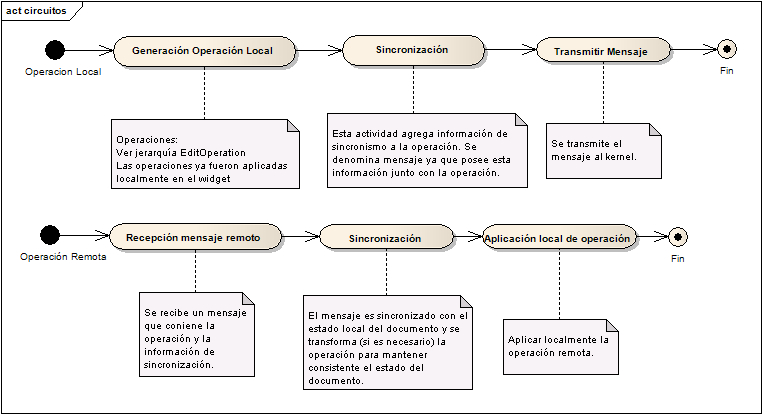 act circuitos
Operacion Local
Generación Operación Local
Sincronización
Transmitir Mensaje
Fin
Operaciones:
Ver jerarquía EditOperation
Las operaciones ya fueron aplicadas
localmente en el widget
Esta actividad agrega información de
sincronismo a la operación. Se
denomina mensaje ya que posee esta
información junto con la operación.
Se transmite el
mensaje al kernel.
Operación Remota
Recepción mensaje remoto
Sincronización
Aplicación local de operación
Fin
Se recibe un mensaje
que coniene la
operación y la
información de
sincronización.
El mensaje es sincronizado con el
estado local del documento y se
transforma (si es necesario) la
operación para mantener
consistente el estado del
documento.
Aplicar localmente la
operación remota.